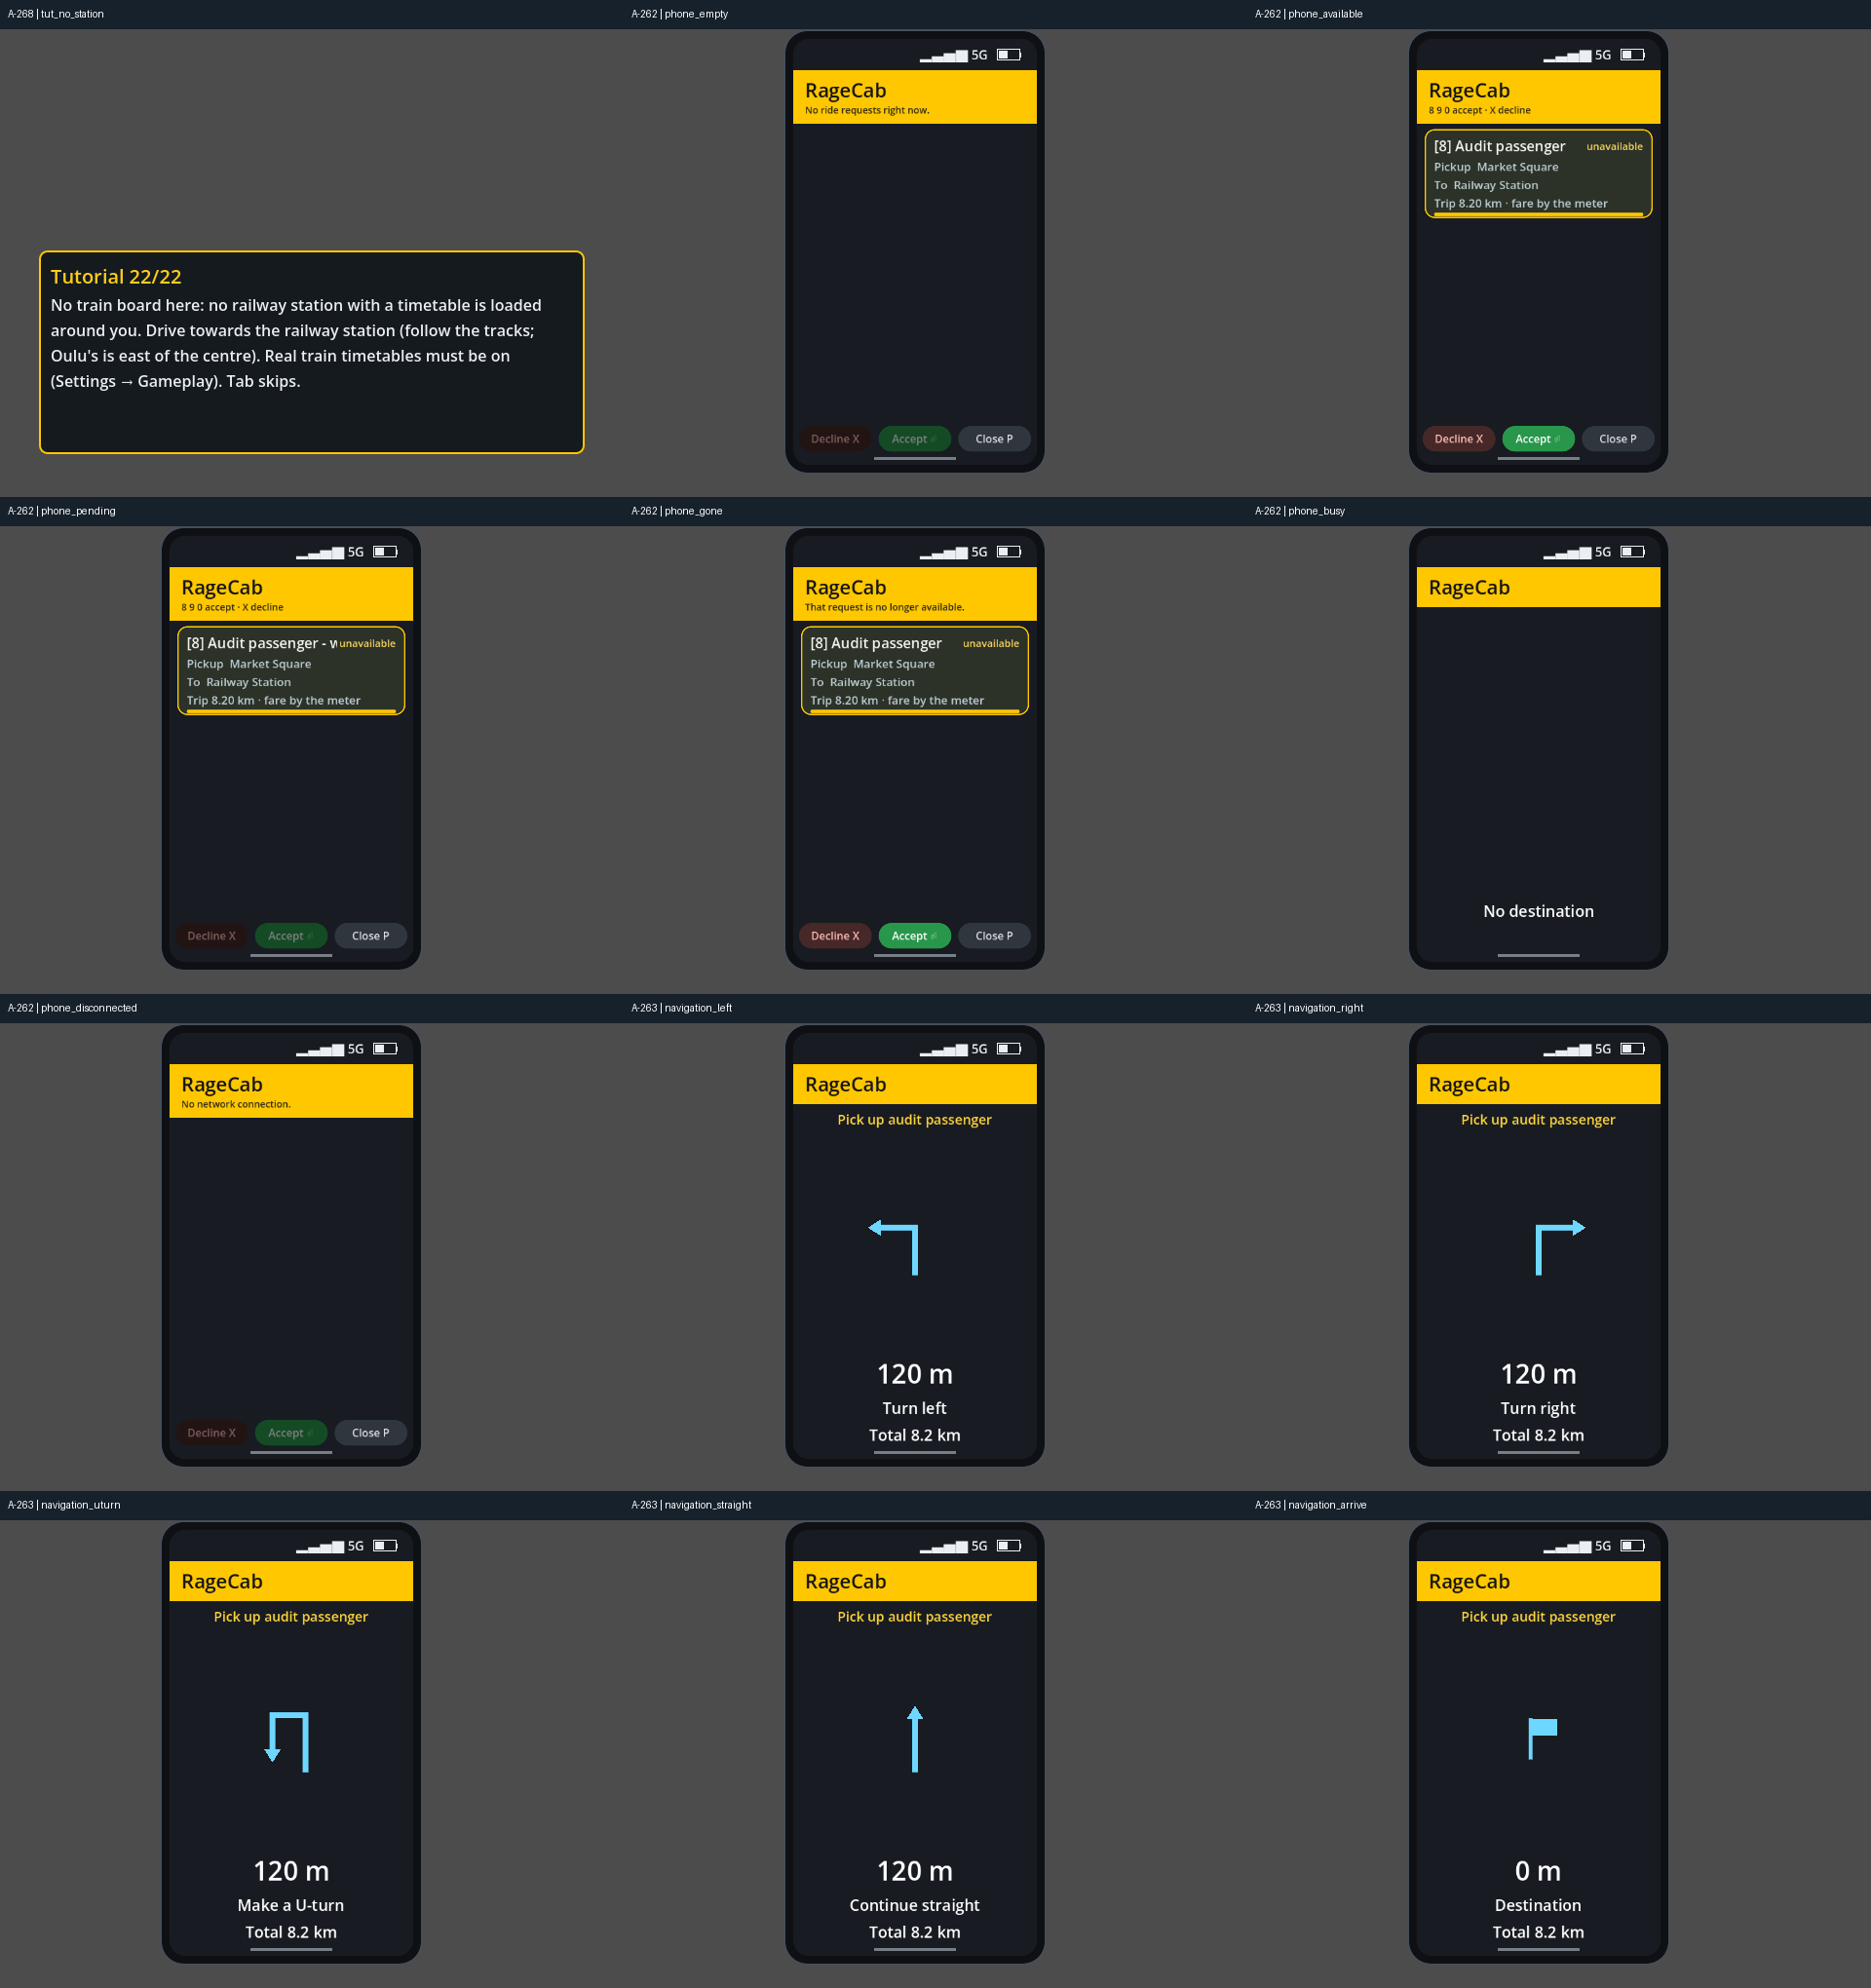 A-268 | tut_no_station
A-262 | phone_empty
A-262 | phone_available
Tutorial 22/22
No train board here: no railway station with a timetable is loaded
around you. Drive towards the railway station (follow the tracks;
Oulu's is east of the centre). Real train timetables must be on
(Settings → Gameplay). Tab skips.
5G
RageCab
No ride requests right now.
Decline X
Accept
Close P
5G
RageCab
8 9 0 accept · X decline
[8] Audit passenger
unavailable
Pickup Market Square
To Railway Station
Trip 8.20 km · fare by the meter
Decline X
Accept
Close P
A-262 | phone_pending
A-262 | phone_gone
A-262 | phone_busy
5G
RageCab
8 9 0 accept · X decline
[8] Audit passenger -
unavailable
Pickup Market Square
To Railway Station
Trip 8.20 km · fare by the meter
Decline X
Accept
Close P
5G
RageCab
That request is no longer available.
[8] Audit passenger
unavailable
Pickup Market Square
To Railway Station
Trip 8.20 km · fare by the meter
Decline X
Accept
Close P
5G
RageCab
No destination
A-262 | phone_disconnected
A-263 | navigation_left
A-263 | navigation_right
5G
RageCab
No network connection.
Decline X
Accept
Close P
5G
RageCab
Pick up audit passenger
120 m
Turn left
Total 8.2 km
5G
RageCab
Pick up audit passenger
120 m
Turn right
Total 8.2 km
A-263 | navigation_uturn
A-263 | navigation_straight
A-263 | navigation_arrive
5G
RageCab
Pick up audit passenger
120 m
Make a U-turn
Total 8.2 km
5G
RageCab
Pick up audit passenger
120 m
Continue straight
Total 8.2 km
5G
RageCab
Pick up audit passenger
0 m
Destination
Total 8.2 km